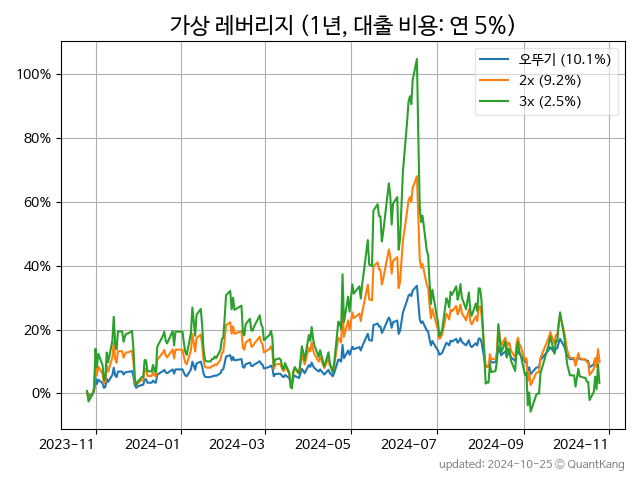 가상 레버리지 (1년, 대출 비용: 연 5%)
오뚜기 (10.1%)
2x (9.2%)
3x (2.5%)
100%
80%
60%
40%
20%
0%
2023-11 2024-01 2024-03 2024-05 2024-07 2024-09 2024-11
updated: 2024-10-25 © QuantKang